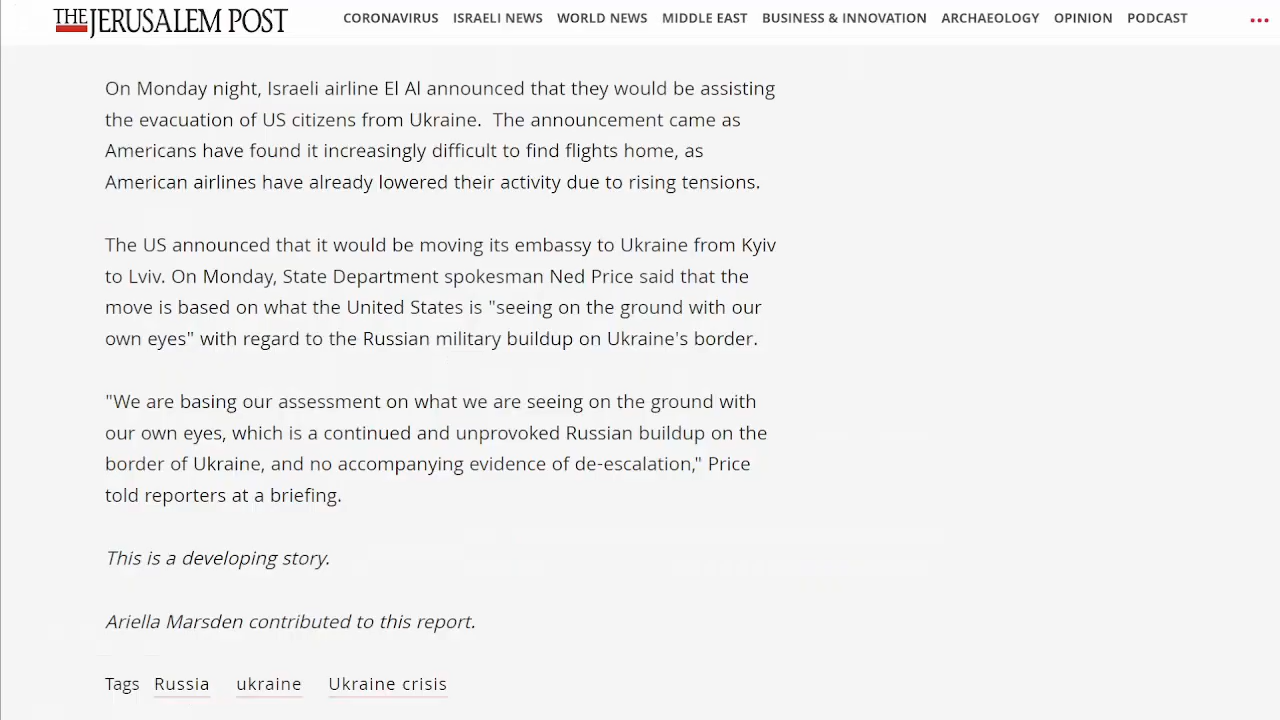 THE JERUSALEM POST
CORONAVIRUS ISRAELI NEWS WORLD NEWS MIDDLE EAST BUSINESS & INNOVATION ARCHAEOLOGY OPINION PODCAST
On Monday night, Israeli airline El Al announced that they would be assisting
the evacuation of US citizens from Ukraine.  The announcement came as
Americans have found it increasingly difficult to find flights home, as
American airlines have already lowered their activity due to rising tensions.
The US announced that it would be moving its embassy to Ukraine from Kyiv
to Lviv. On Monday, State Department spokesman Ned Price said that the
move is based on what the United States is "seeing on the ground with our
own eyes" with regard to the Russian military buildup on Ukraine's border.
"We are basing our assessment on what we are seeing on the ground with
our own eyes, which is a continued and unprovoked Russian buildup on the
border of Ukraine, and no accompanying evidence of de-escalation," Price
told reporters at a briefing.
This is a developing story.
Ariella Marsden contributed to this report.
Tags Russia ukraine Ukraine crisis